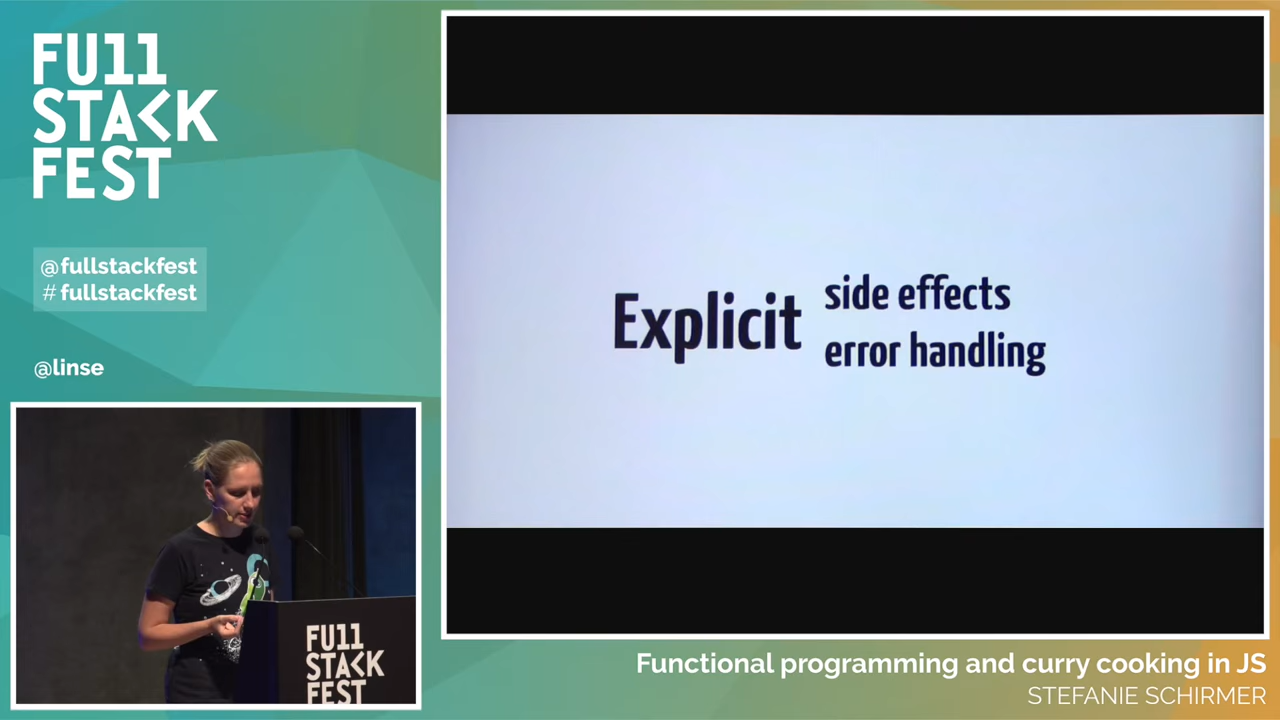 FU11
STACK
FEST
@fullstackfest
# fullstackfest
@linse
FU11
STACK
FEST
Explicit
side effects
error handling
Functional programming and curry cooking in JS
STEFANIE SCHIRMER